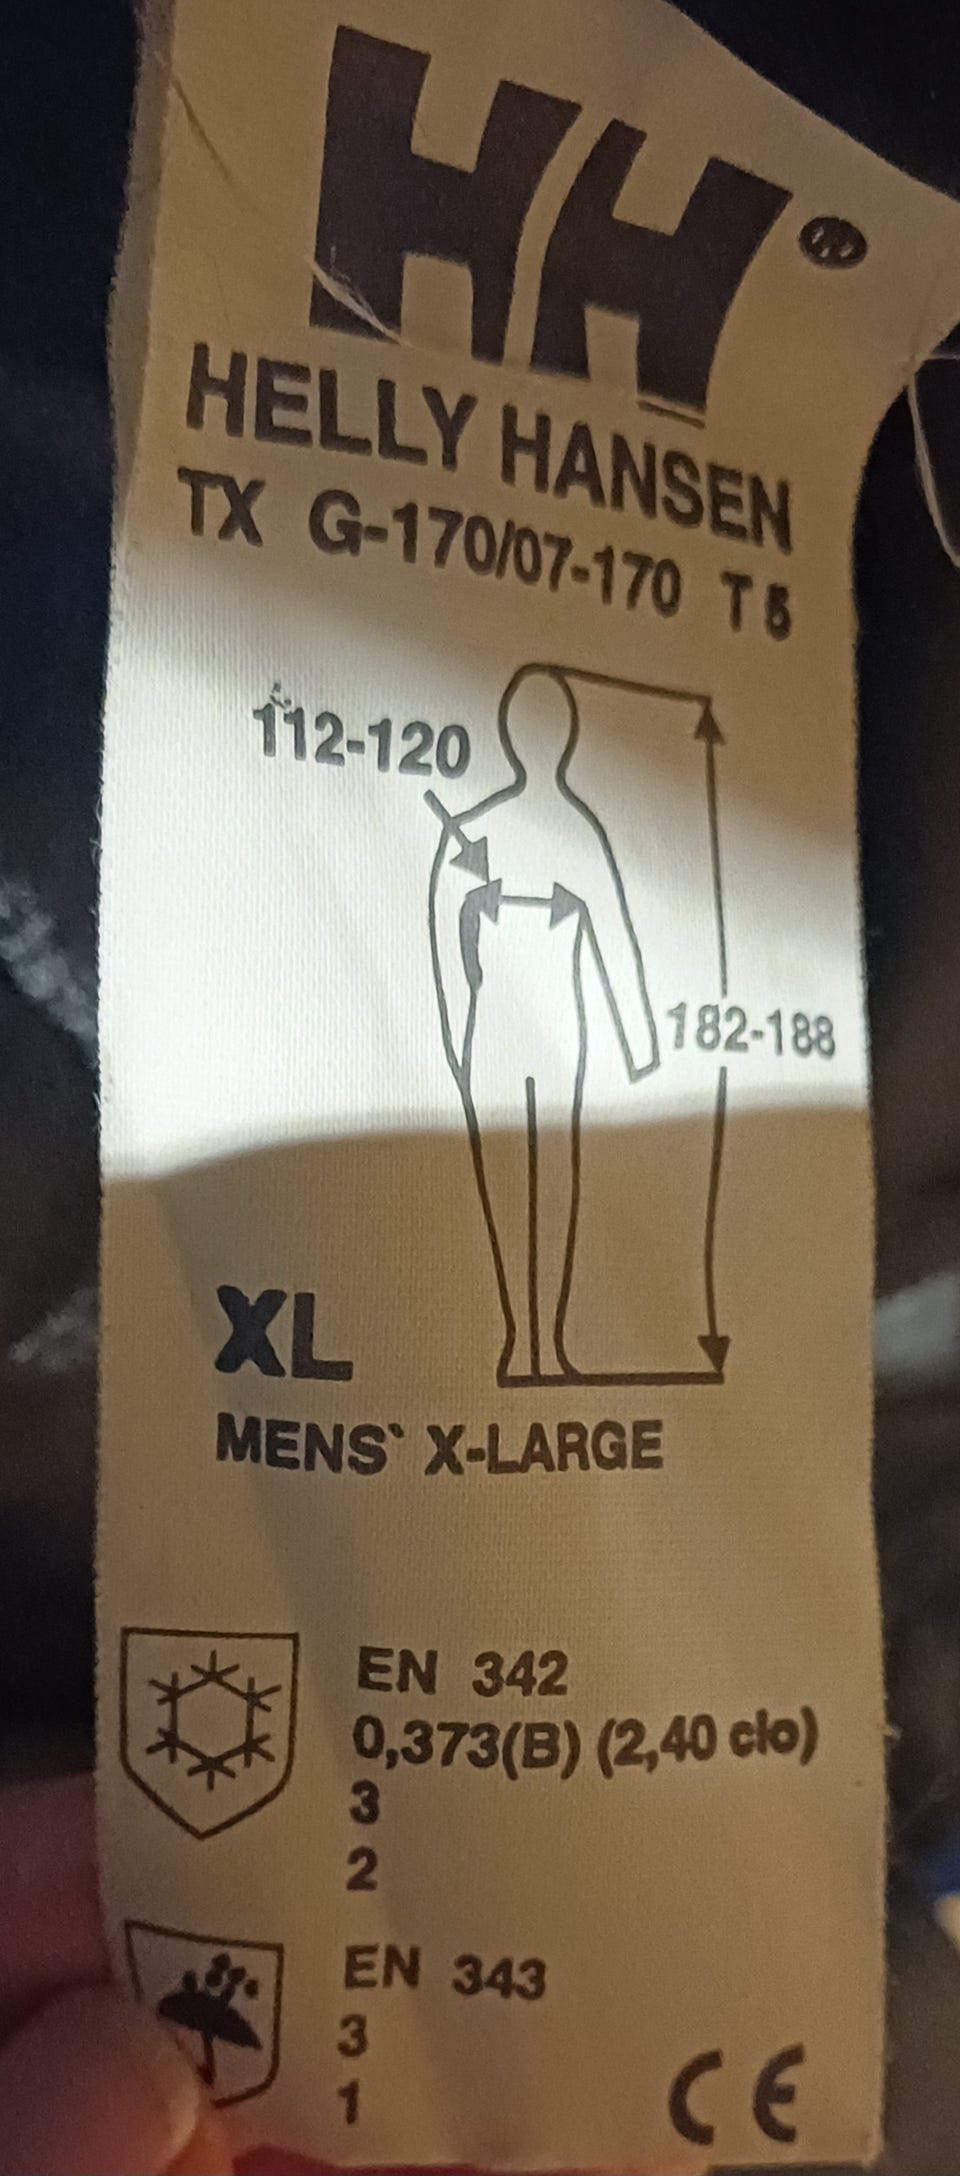 HH®
HELLY HANSEN
TX G-170/07-170 T 5
112-120
182-188
XL
MENS` X-LARGE
EN 342
0,373(B) (2,40 clo)
3
2
EN 343
3
1
CE